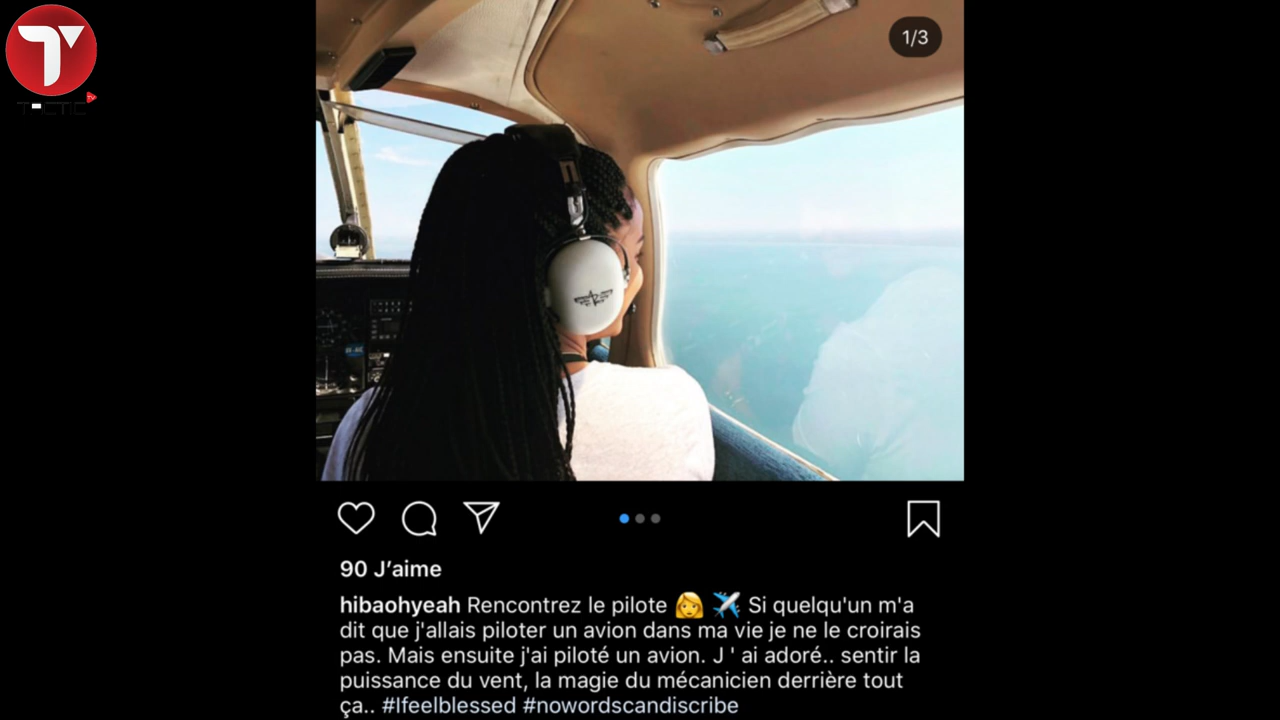 1/3
TACTIC
TV
90 J'aime
hibaohyeah Rencontrez le pilote 👩 ✈️ Si quelqu'un m'a
dit que j'allais piloter un avion dans ma vie je ne le croirais
pas. Mais ensuite j'ai piloté un avion. J ' ai adoré.. sentir la
puissance du vent, la magie du mécanicien derrière tout
ça.. #Ifeelblessed #nowordscandiscribe